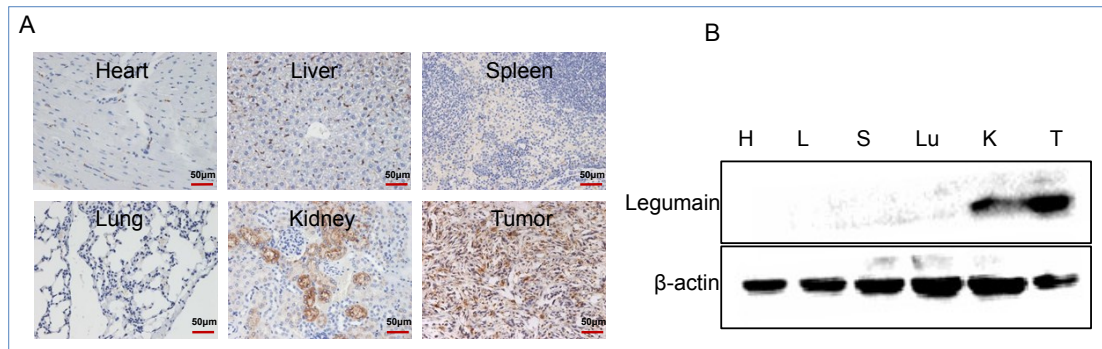 A
B
Heart
Liver
Spleen
50μm
50μm
50μm
Lung
Kidney
Tumor
50μm
50μm
50μm
H L S Lu K T
Legumain
β-actin